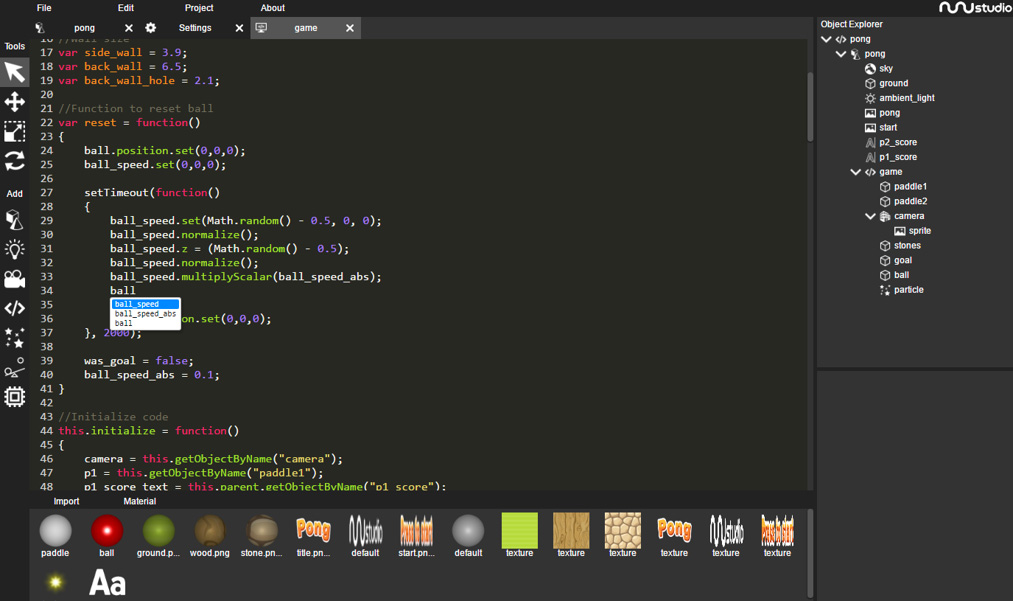 File Edit Project About
nunustudio
pong Settings game
Object Explorer
Tools
16 //Wall size
17 var side_wall = 3.9;
18 var back_wall = 6.5;
19 var back_wall_hole = 2.1;
20
21 //Function to reset ball
22 var reset = function()
23 {
24 ball.position.set(0,0,0);
25 ball_speed.set(0,0,0);
26
27 setTimeout(function()
28 {
29 ball_speed.set(Math.random() - 0.5, 0, 0);
30 ball_speed.normalize();
31 ball_speed.z = (Math.random() - 0.5);
32 ball_speed.normalize();
33 ball_speed.multiplyScalar(ball_speed_abs);
34 ball
35 ball_speed
ball_speed_abs
ball
36 on.set(0,0,0);
37 }, 2000);
38
39 was_goal = false;
40 ball_speed_abs = 0.1;
41 }
42
43 //Initialize code
44 this.initialize = function()
45 {
46 camera = this.getObjectByName("camera");
47 p1 = this.getObjectByName("paddle1");
48 p1_score_text = this.parent.getObjectByName("p1_score");
Add
pong
pong
sky
ground
ambient_light
pong
start
p2_score
p1_score
game
paddle1
paddle2
camera
sprite
stones
goal
ball
particle
Import Material
Pong NUNUstudio Press to start Pong NUNUstudio Press to start
paddle ball ground.p... wood.png stone.pn... title.pn... default start.pn... default texture texture texture texture texture texture
Aa